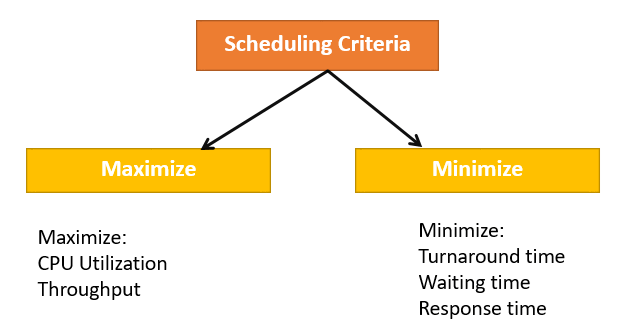 Scheduling Criteria
Maximize
Minimize
Maximize:
CPU Utilization
Throughput
Minimize:
Turnaround time
Waiting time
Response time